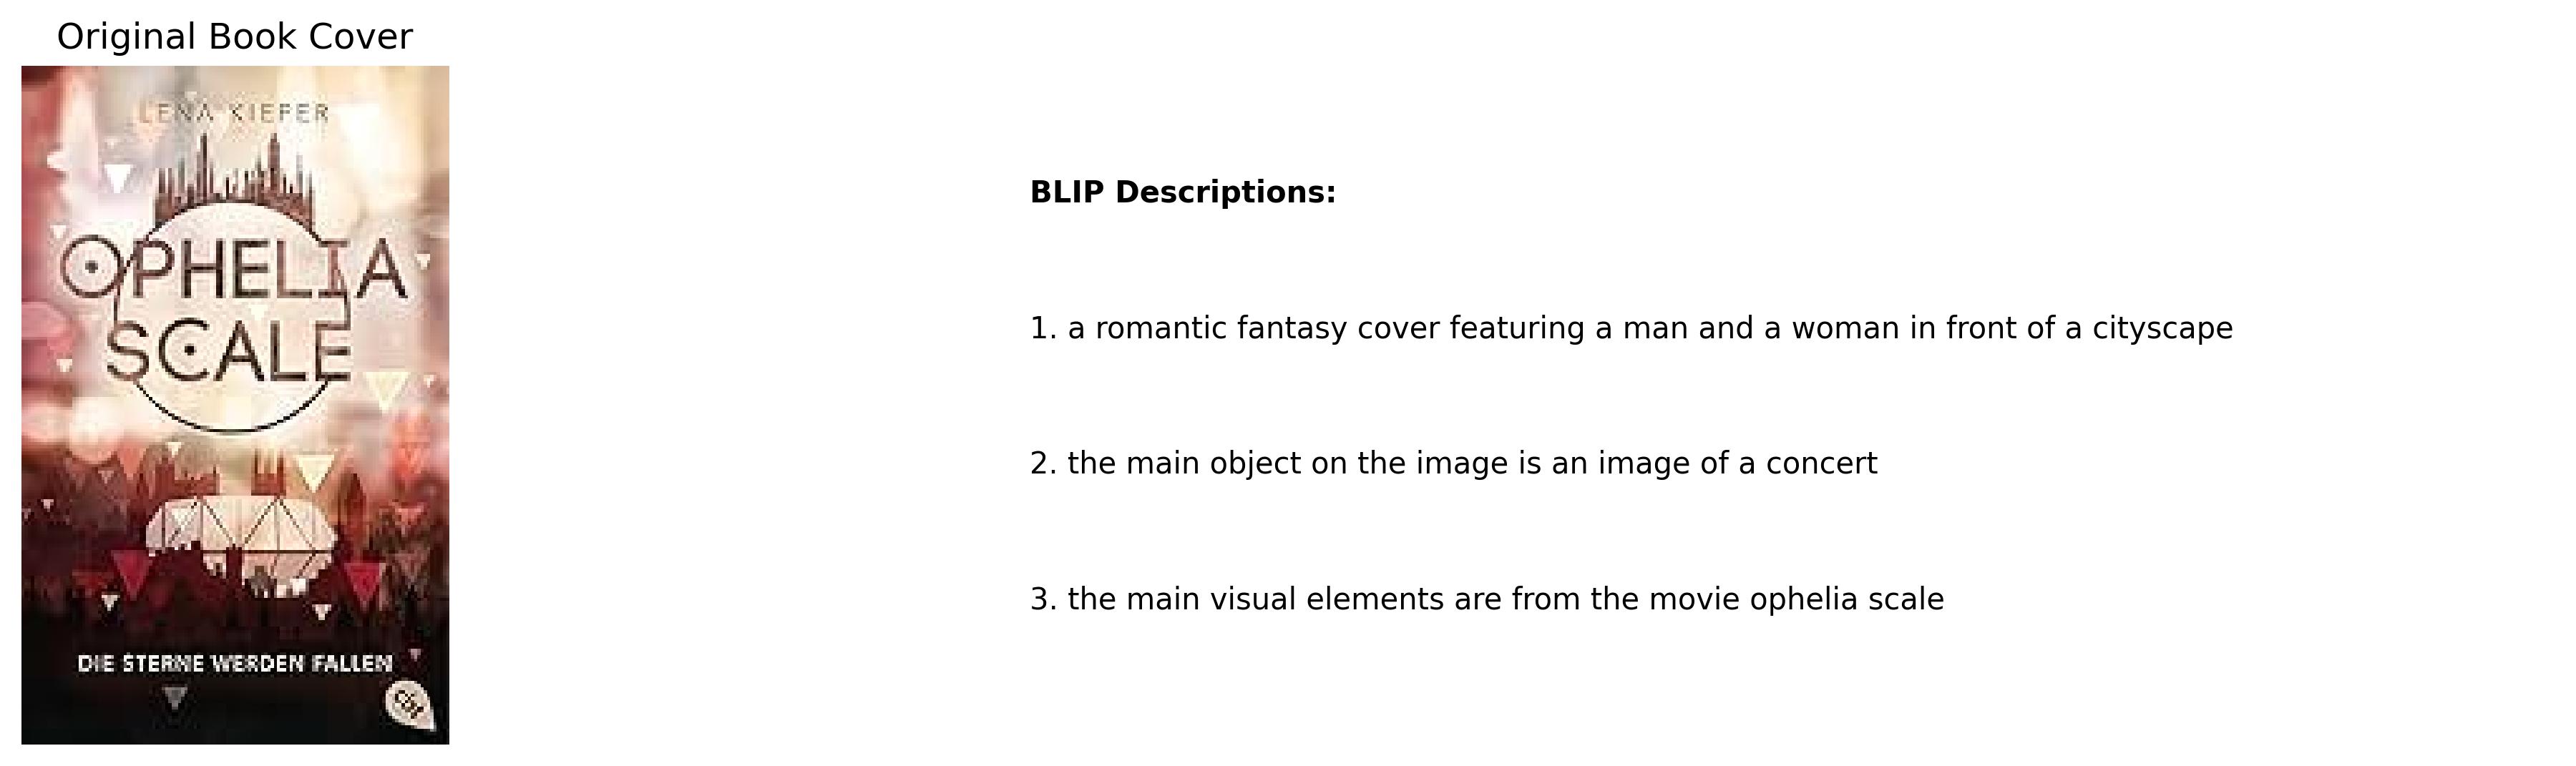 Original Book Cover
LENA KIEFER
OPHELIA
SCALE
DIE STERNE WERDEN FALLEN
cbj
BLIP Descriptions:
1. a romantic fantasy cover featuring a man and a woman in front of a cityscape
2. the main object on the image is an image of a concert
3. the main visual elements are from the movie ophelia scale